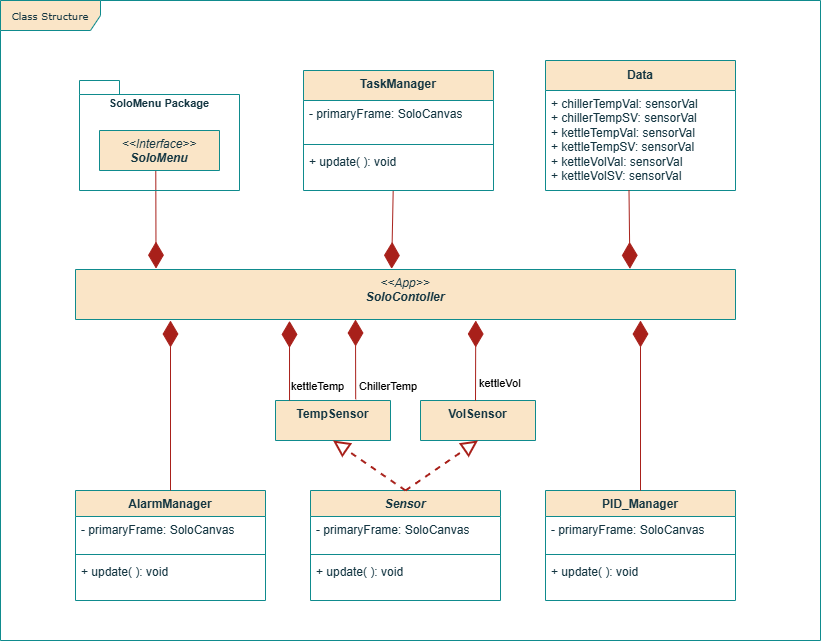 Class Structure
SoloMenu Package
<<Interface>>
SoloMenu
TaskManager
- primaryFrame: SoloCanvas
+ update( ): void
Data
+ chillerTempVal: sensorVal
+ chillerTempSV: sensorVal
+ kettleTempVal: sensorVal
+ kettleTempSV: sensorVal
+ kettleVolVal: sensorVal
+ kettleVolSV: sensorVal
<<App>>
SoloContoller
kettleTemp
ChillerTemp
kettleVol
TempSensor
VolSensor
AlarmManager
- primaryFrame: SoloCanvas
+ update( ): void
Sensor
- primaryFrame: SoloCanvas
+ update( ): void
PID_Manager
- primaryFrame: SoloCanvas
+ update( ): void